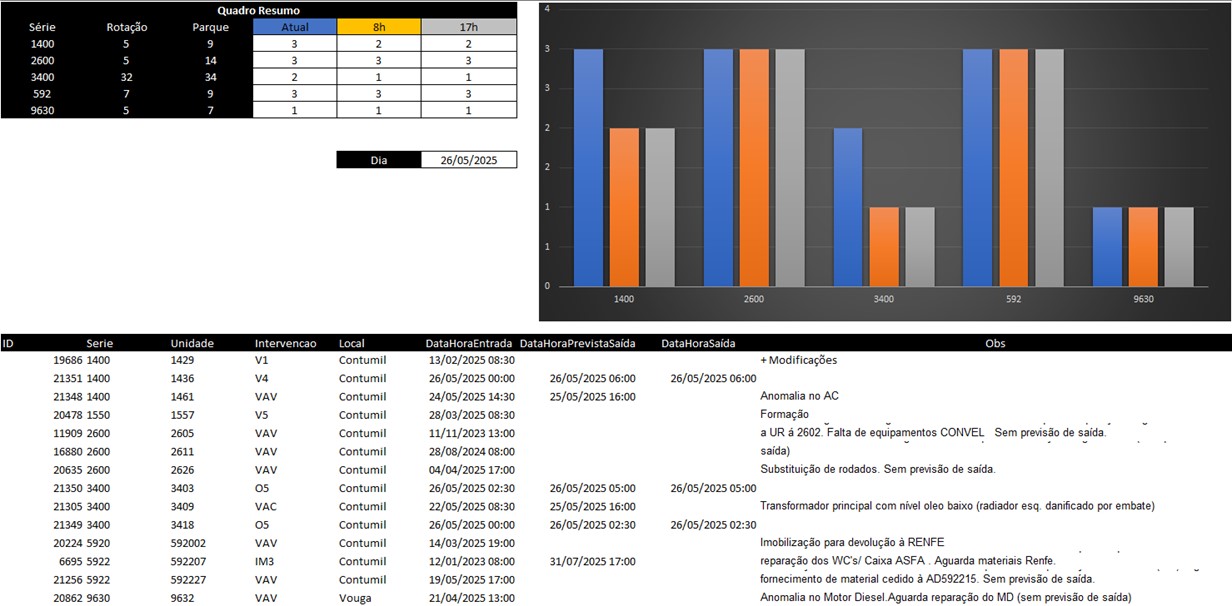 Quadro Resumo
Série Rotação Parque Atual 8h 17h
1400 5 9 3 2 2
2600 5 14 3 3 3
3400 32 34 2 1 1
592 7 9 3 3 3
9630 5 7 1 1 1
Dia 26/05/2025
4
3
3
2
2
1
1
0
1400 2600 3400 592 9630
ID Serie Unidade Intervencao Local DataHoraEntrada DataHoraPrevistaSaída DataHoraSaída Obs
19686 1400 1429 V1 Contumil 13/02/2025 08:30 + Modificações
21351 1400 1436 V4 Contumil 26/05/2025 00:00 26/05/2025 06:00 26/05/2025 06:00
21348 1400 1461 VAV Contumil 24/05/2025 14:30 25/05/2025 16:00 Anomalia no AC
20478 1550 1557 V5 Contumil 28/03/2025 08:30 Formação
11909 2600 2605 VAV Contumil 11/11/2023 13:00 a UR á 2602. Falta de equipamentos CONVEL Sem previsão de saída.
16880 2600 2611 VAV Contumil 28/08/2024 08:00 saída)
20635 2600 2626 VAV Contumil 04/04/2025 17:00 Substituição de rodados. Sem previsão de saída.
21350 3400 3403 O5 Contumil 26/05/2025 02:30 26/05/2025 05:00 26/05/2025 05:00
21305 3400 3409 VAC Contumil 22/05/2025 08:30 25/05/2025 16:00 Transformador principal com nível oleo baixo (radiador esq. danificado por embate)
21349 3400 3418 O5 Contumil 26/05/2025 00:00 26/05/2025 02:30 26/05/2025 02:30
20224 5920 592002 VAV Contumil 14/03/2025 19:00 Imobilização para devolução á RENFE
6695 5922 592207 IM3 Contumil 12/01/2023 08:00 31/07/2025 17:00 reparação dos WC's/ Caixa ASFA . Aguarda materiais Renfe.
21256 5922 592227 VAV Contumil 19/05/2025 17:00 fornecimento de material cedido à AD592215. Sem previsão de saída.
20862 9630 9632 VAV Vouga 21/04/2025 13:00 Anomalia no Motor Diesel.Aguarda reparação do MD (sem previsão de saída)